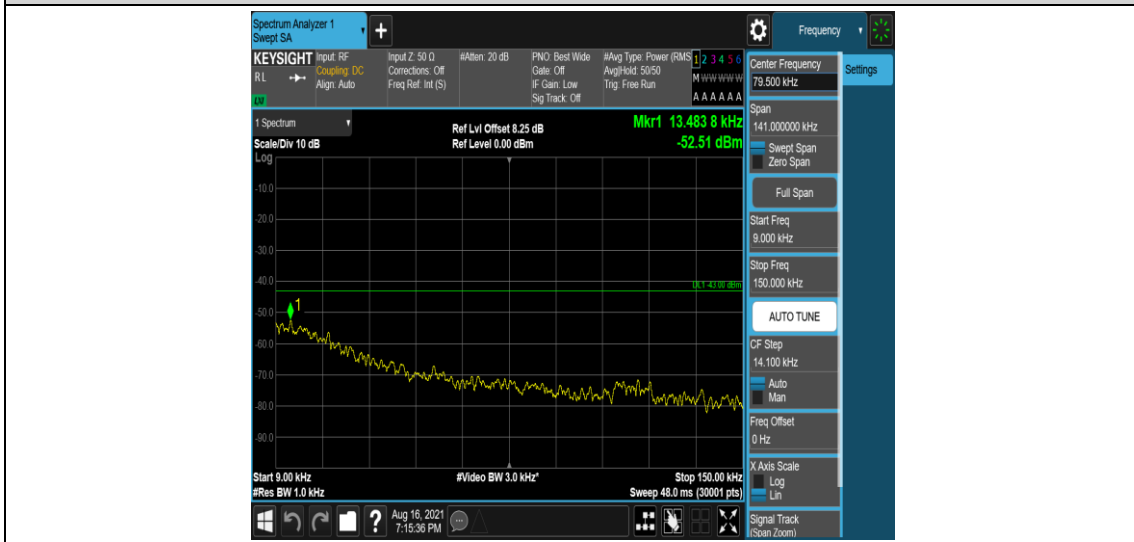 Spectrum Analyzer 1
Swept SA
+
Frequency
KEYSIGHT
RL
LXI
Input: RF
Coupling: DC
Align: Auto
Input Z: 50 Ω
Corrections: Off
Freq Ref: Int (S)
#Atten: 20 dB
PNO: Best Wide
Gate: Off
IF Gain: Low
Sig Track: Off
#Avg Type: Power (RMS
Avg|Hold: 50/50
Trig: Free Run
1 2 3 4 5 6
M W W W W W
A A A A A A
1 Spectrum
Scale/Div 10 dB
Log
Ref Lvl Offset 8.25 dB
Ref Level 0.00 dBm
Mkr1 13.483 8 kHz
-52.51 dBm
-10.0
-20.0
-30.0
-40.0
DL1 -43.00 dBm
-50.0
1
-60.0
-70.0
-80.0
-90.0
Start 9.00 kHz
#Video BW 3.0 kHz*
Stop 150.00 kHz
#Res BW 1.0 kHz
Sweep 48.0 ms (30001 pts)
Center Frequency
79.500 kHz
Settings
Span
141.000000 kHz
Swept Span
Zero Span
Full Span
Start Freq
9.000 kHz
Stop Freq
150.000 kHz
AUTO TUNE
CF Step
14.100 kHz
Auto
Man
Freq Offset
0 Hz
X Axis Scale
Log
Lin
Signal Track
(Span Zoom)
?
Aug 16, 2021
7:15:36 PM